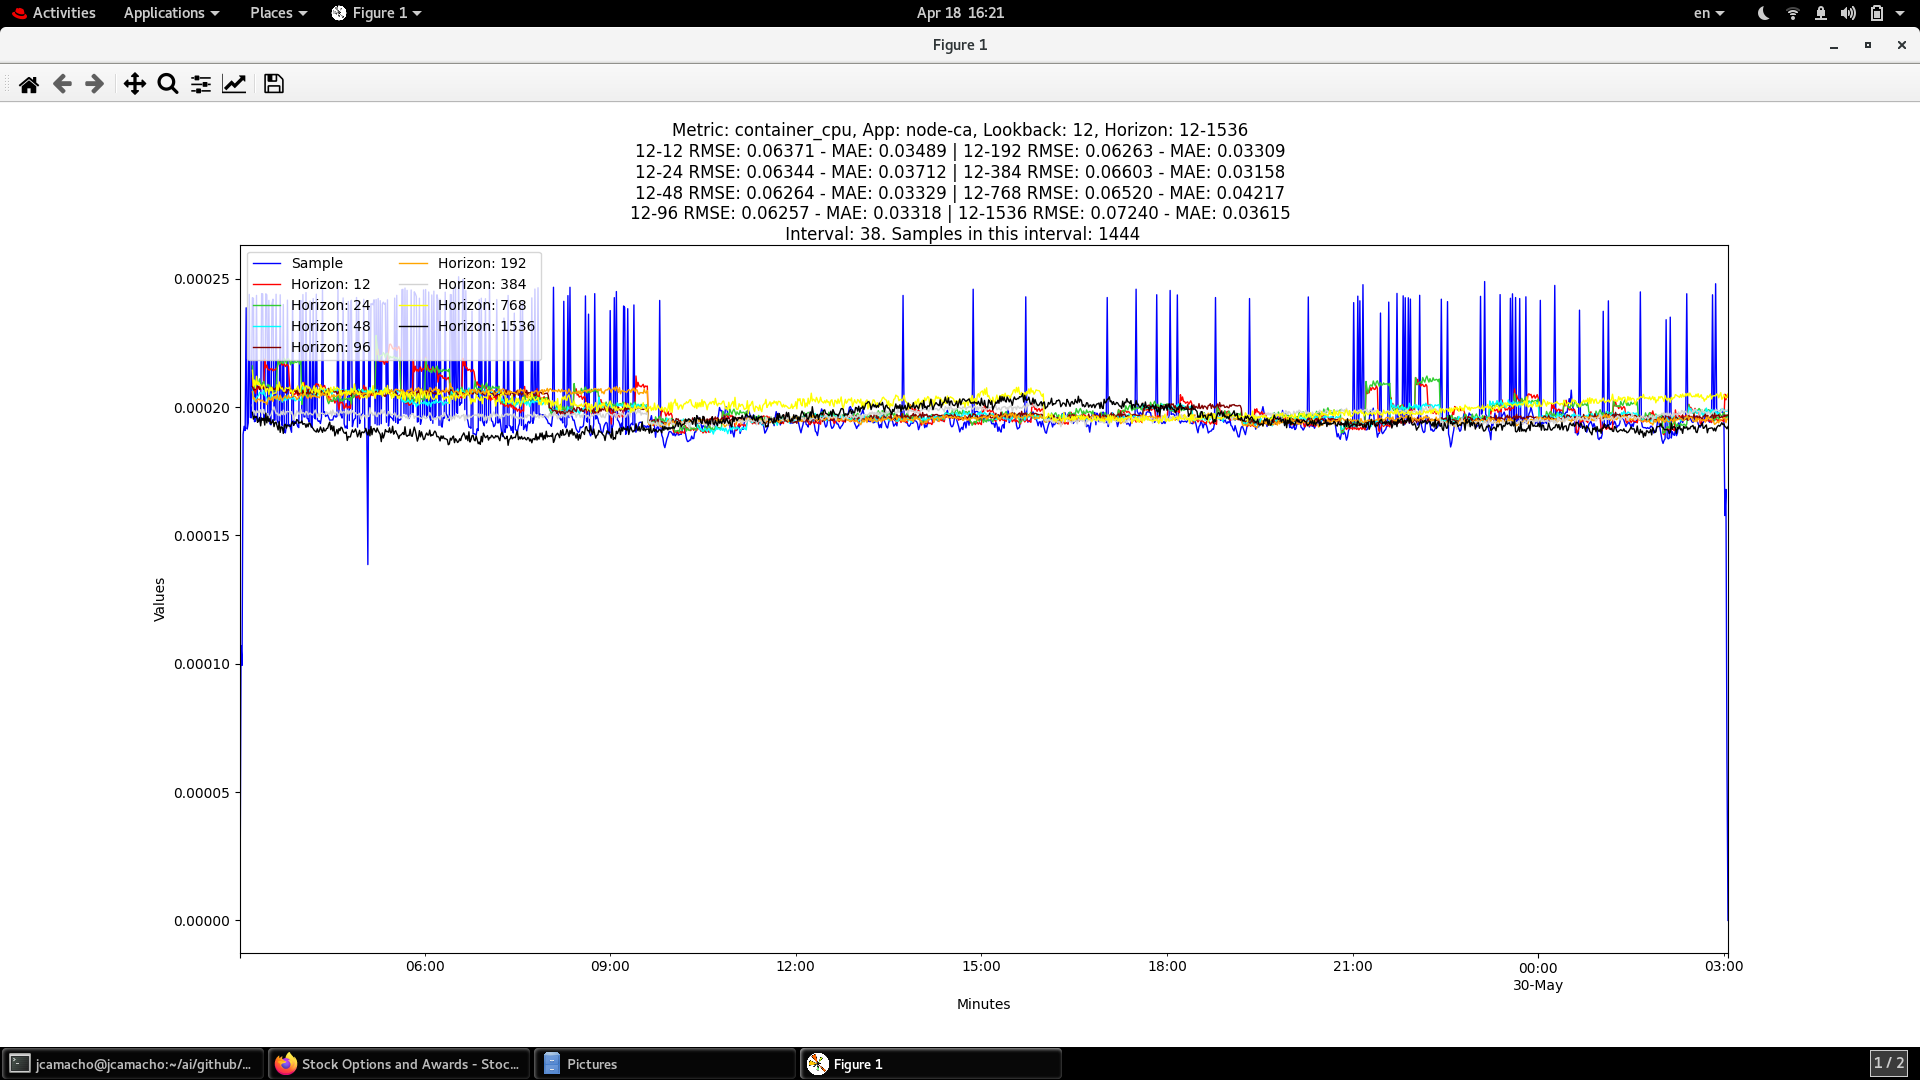 Activities Applications Places Figure 1 Apr 18 16:21 en
Figure 1
Metric: container_cpu, App: node-ca, Lookback: 12, Horizon: 12-1536
12-12 RMSE: 0.06371 - MAE: 0.03489 | 12-192 RMSE: 0.06263 - MAE: 0.03309
12-24 RMSE: 0.06344 - MAE: 0.03712 | 12-384 RMSE: 0.06603 - MAE: 0.03158
12-48 RMSE: 0.06264 - MAE: 0.03329 | 12-768 RMSE: 0.06520 - MAE: 0.04217
12-96 RMSE: 0.06257 - MAE: 0.03318 | 12-1536 RMSE: 0.07240 - MAE: 0.03615
Interval: 38. Samples in this interval: 1444
Sample Horizon: 192
Horizon: 12 Horizon: 384
Horizon: 24 Horizon: 768
Horizon: 48 Horizon: 1536
Horizon: 96
0.00025
0.00020
0.00015
0.00010
0.00005
0.00000
Values
06:00 09:00 12:00 15:00 18:00 21:00 00:00 03:00
30-May
Minutes
jcamacho@jcamacho:~/ai/github/... Stock Options and Awards - Stoc... Pictures Figure 1 1 / 2